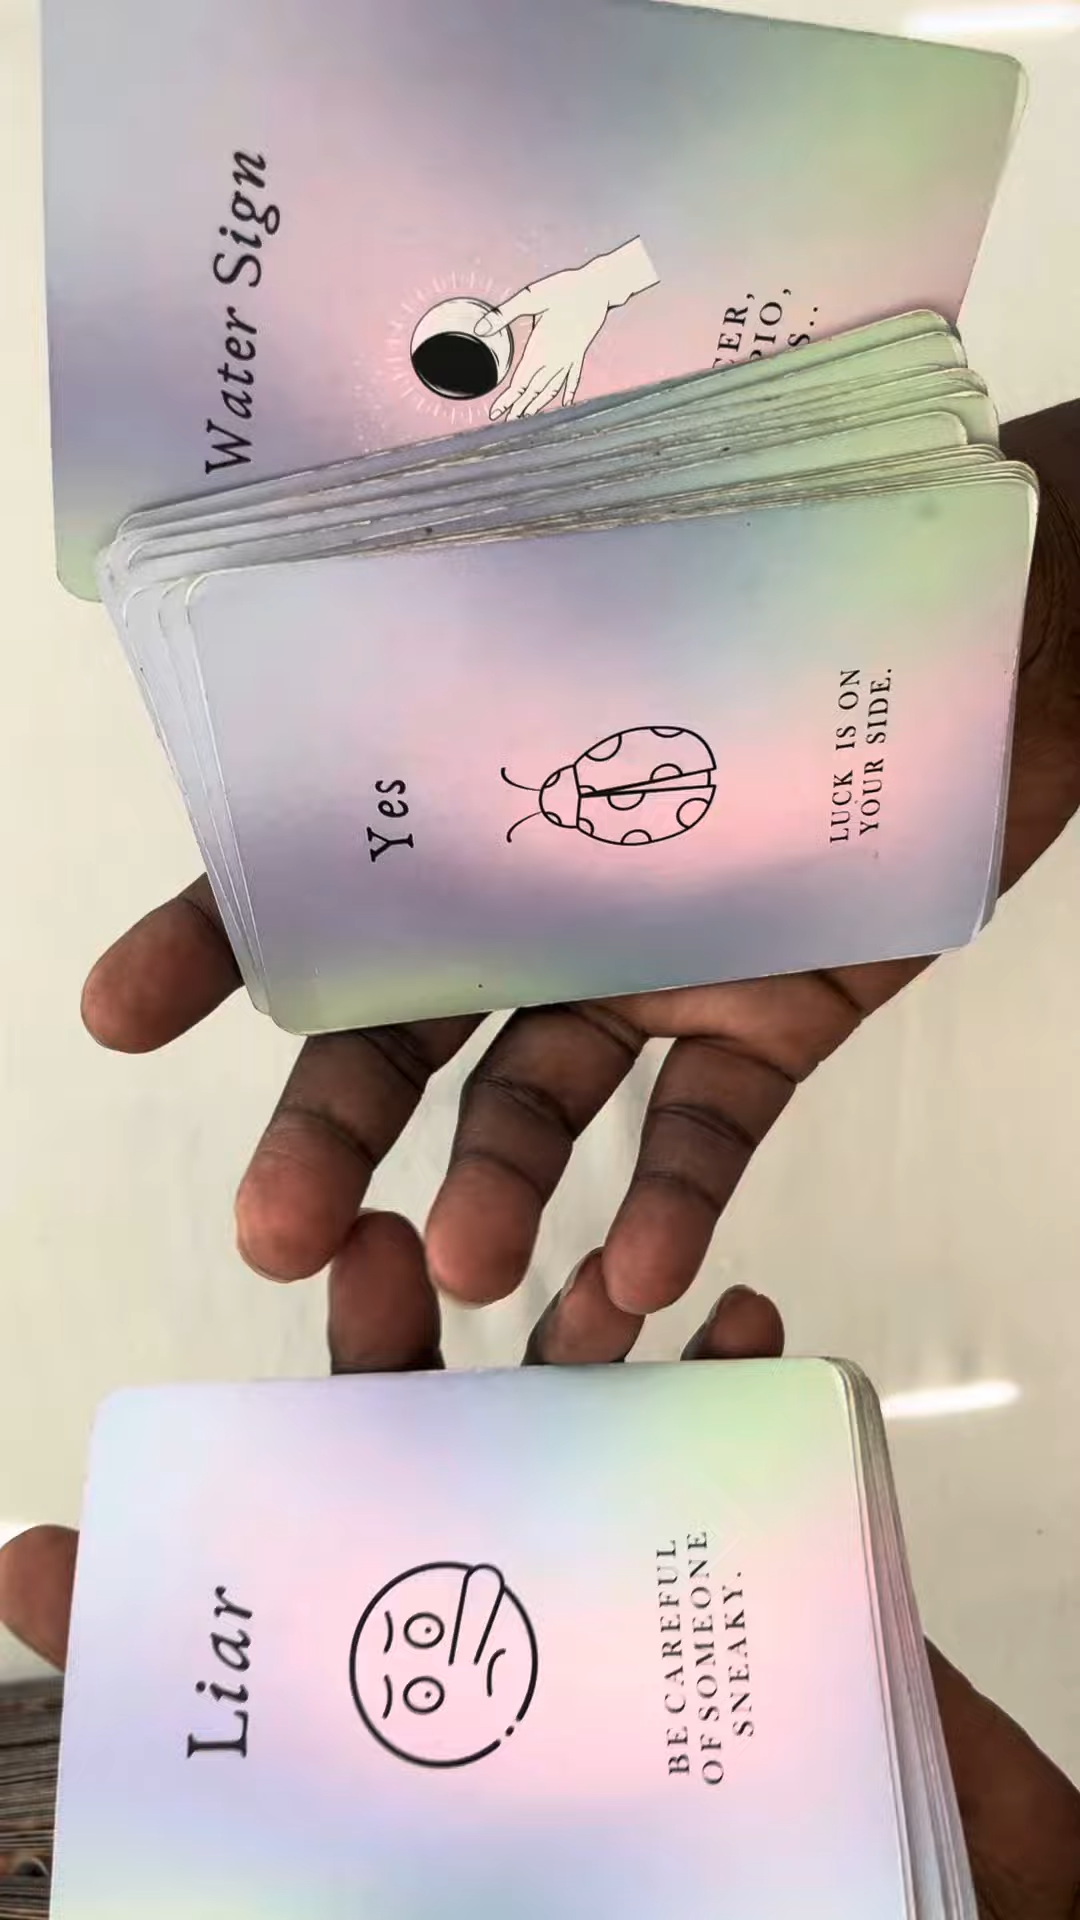 Water Sign
Yes
LUCK IS ON
YOUR SIDE.
Liar
BE CAREFUL
OF SOMEONE
SNEAKY.